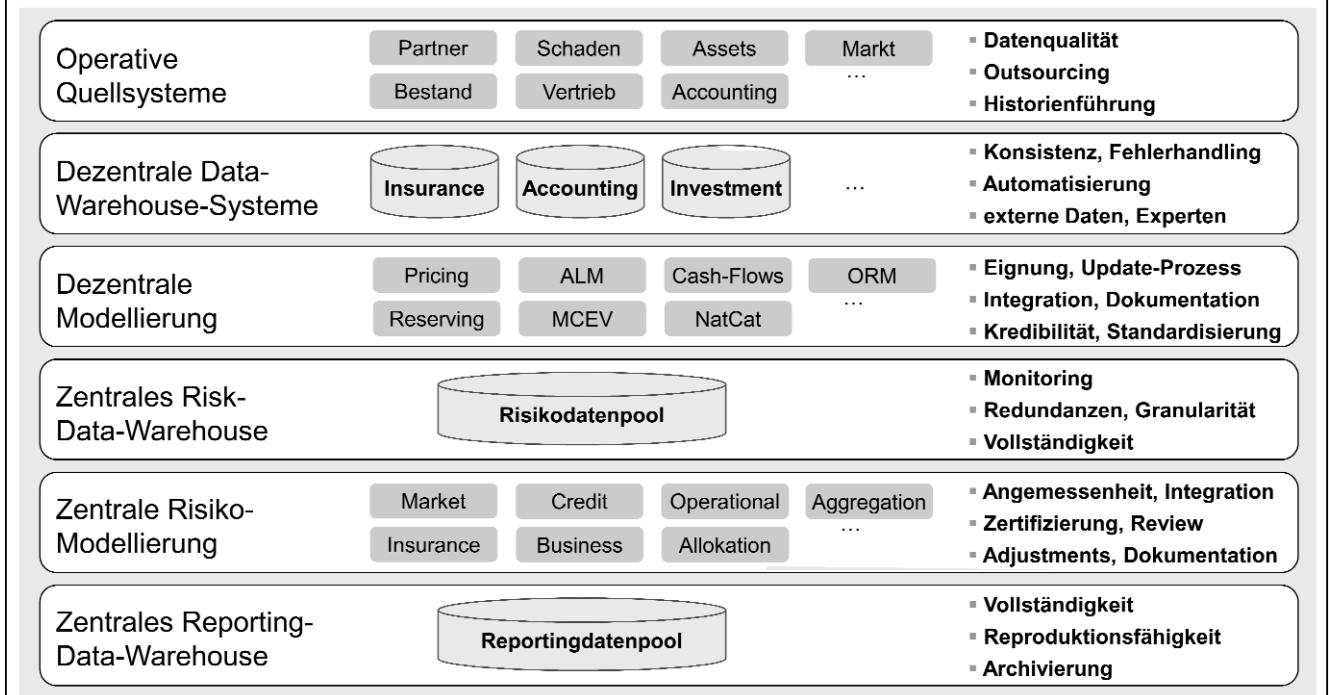 Operative
Quellsysteme
Partner Schaden Assets Markt
...
Bestand Vertrieb Accounting
▪ Datenqualität
▪ Outsourcing
▪ Historienführung
Dezentrale Data-
Warehouse-Systeme
Insurance Accounting Investment ...
▪ Konsistenz, Fehlerhandling
▪ Automatisierung
▪ externe Daten, Experten
Dezentrale
Modellierung
Pricing ALM Cash-Flows ORM
...
Reserving MCEV NatCat
▪ Eignung, Update-Prozess
▪ Integration, Dokumentation
▪ Kredibilität, Standardisierung
Zentrales Risk-
Data-Warehouse
Risikodatenpool
▪ Monitoring
▪ Redundanzen, Granularität
▪ Vollständigkeit
Zentrale Risiko-
Modellierung
Market Credit Operational Aggregation
...
Insurance Business Allokation
▪ Angemessenheit, Integration
▪ Zertifizierung, Review
▪ Adjustments, Dokumentation
Zentrales Reporting-
Data-Warehouse
Reportingdatenpool
▪ Vollständigkeit
▪ Reproduktionsfähigkeit
▪ Archivierung